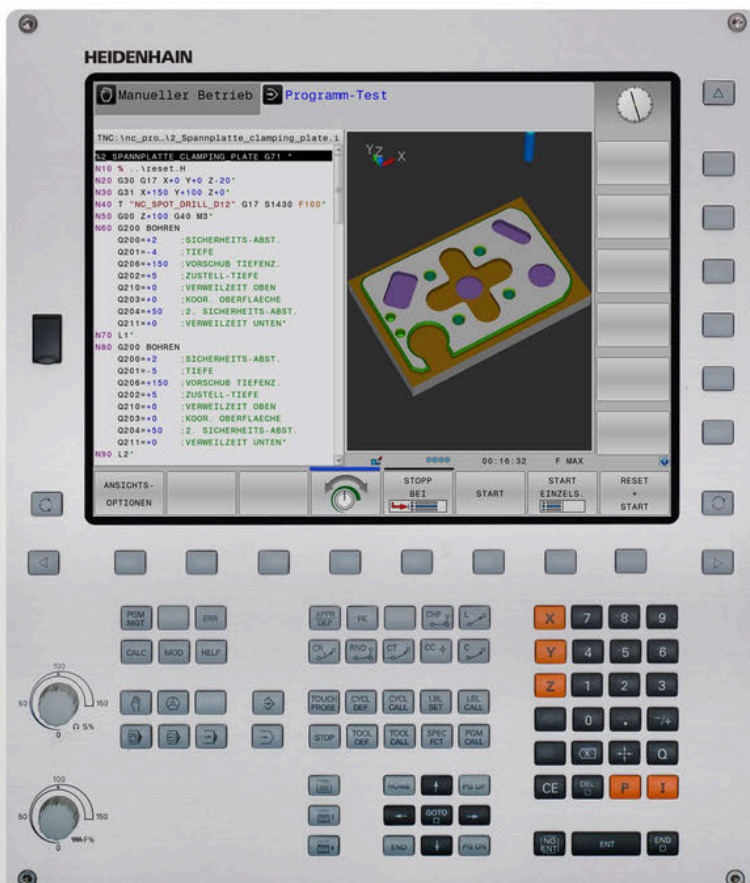 HEIDENHAIN
Manueller Betrieb Programm-Test
TNC:\nc_pro…\2_Spannplatte_clamping_plate.i
%2_SPANNPLATTE_CLAMPING_PLATE G71 *
N10 % ..\reset.H
N20 G30 G17 X+0 Y+0 Z-20*
N30 G31 X+150 Y+100 Z+0*
N40 T "NC_SPOT_DRILL_D12" G17 S1430 F100*
N50 G00 Z+100 G40 M3*
N60 G200 BOHREN
Q200=+2 ;SICHERHEITS-ABST.
Q201=-4 ;TIEFE
Q206=+150 ;VORSCHUB TIEFENZ.
Q202=+5 ;ZUSTELL-TIEFE
Q210=+0 ;VERWEILZEIT OBEN
Q203=+0 ;KOOR. OBERFLAECHE
Q204=+50 ;2. SICHERHEITS-ABST.
Q211=+0 ;VERWEILZEIT UNTEN*
N70 L1*
N80 G200 BOHREN
Q200=+2 ;SICHERHEITS-ABST.
Q201=-5 ;TIEFE
Q206=+150 ;VORSCHUB TIEFENZ.
Q202=+5 ;ZUSTELL-TIEFE
Q210=+0 ;VERWEILZEIT OBEN
Q203=+0 ;KOOR. OBERFLAECHE
Q204=+50 ;2. SICHERHEITS-ABST.
Q211=+0 ;VERWEILZEIT UNTEN*
N90 L2*
Y Z X
00:16:32 F MAX
ANSICHTS-
OPTIONEN
STOPP
BEI
START
START
EINZELS.
RESET
+
START
PGM
MGT
ERR
CALC MOD HELP
APPR
DEP
FK
CHF
L
CR RND CT CC C
TOUCH
PROBE
CYCL
DEF
CYCL
CALL
LBL
SET
LBL
CALL
STOP
TOOL
DEF
TOOL
CALL
SPEC
FCT
PGM
CALL
X 7 8 9
Y 4 5 6
Z 1 2 3
0 . -/+
X Q
CE DEL P I
NO
ENT
ENT
END
HOME PG UP
GOTO
END PG DN
100
50 150
0 S%
100
50 150
0 F%